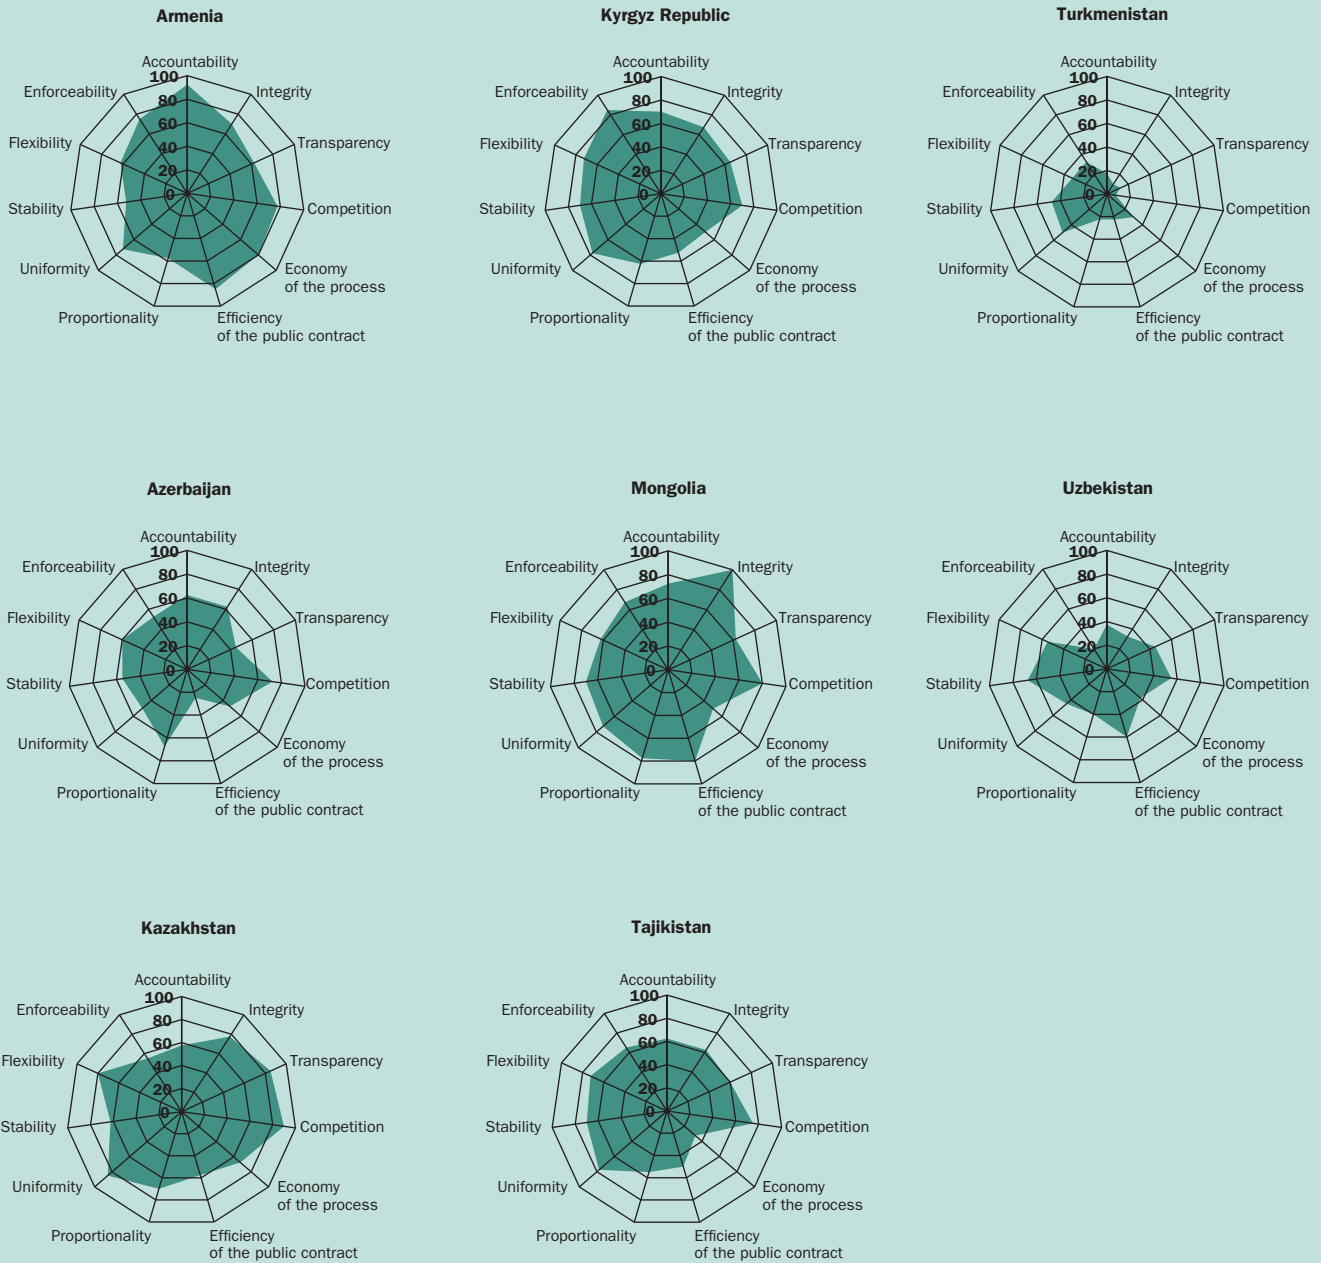 Armenia
Accountability
100
80
60
40
20
0
Integrity
Transparency
Competition
Economy
of the process
Efficiency
of the public contract
Proportionality
Uniformity
Stability
Flexibility
Enforceability
Kyrgyz Republic
Accountability
100
80
60
40
20
0
Integrity
Transparency
Competition
Economy
of the process
Efficiency
of the public contract
Proportionality
Uniformity
Stability
Flexibility
Enforceability
Turkmenistan
Accountability
100
80
60
40
20
0
Integrity
Transparency
Competition
Economy
of the process
Efficiency
of the public contract
Proportionality
Uniformity
Stability
Flexibility
Enforceability
Azerbaijan
Accountability
100
80
60
40
20
0
Integrity
Transparency
Competition
Economy
of the process
Efficiency
of the public contract
Proportionality
Uniformity
Stability
Flexibility
Enforceability
Mongolia
Accountability
100
80
60
40
20
0
Integrity
Transparency
Competition
Economy
of the process
Efficiency
of the public contract
Proportionality
Uniformity
Stability
Flexibility
Enforceability
Uzbekistan
Accountability
100
80
60
40
20
0
Integrity
Transparency
Competition
Economy
of the process
Efficiency
of the public contract
Proportionality
Uniformity
Stability
Flexibility
Enforceability
Kazakhstan
Accountability
100
80
60
40
20
0
Integrity
Transparency
Competition
Economy
of the process
Efficiency
of the public contract
Proportionality
Uniformity
Stability
Flexibility
Enforceability
Tajikistan
Accountability
100
80
60
40
20
0
Integrity
Transparency
Competition
Economy
of the process
Efficiency
of the public contract
Proportionality
Uniformity
Stability
Flexibility
Enforceability